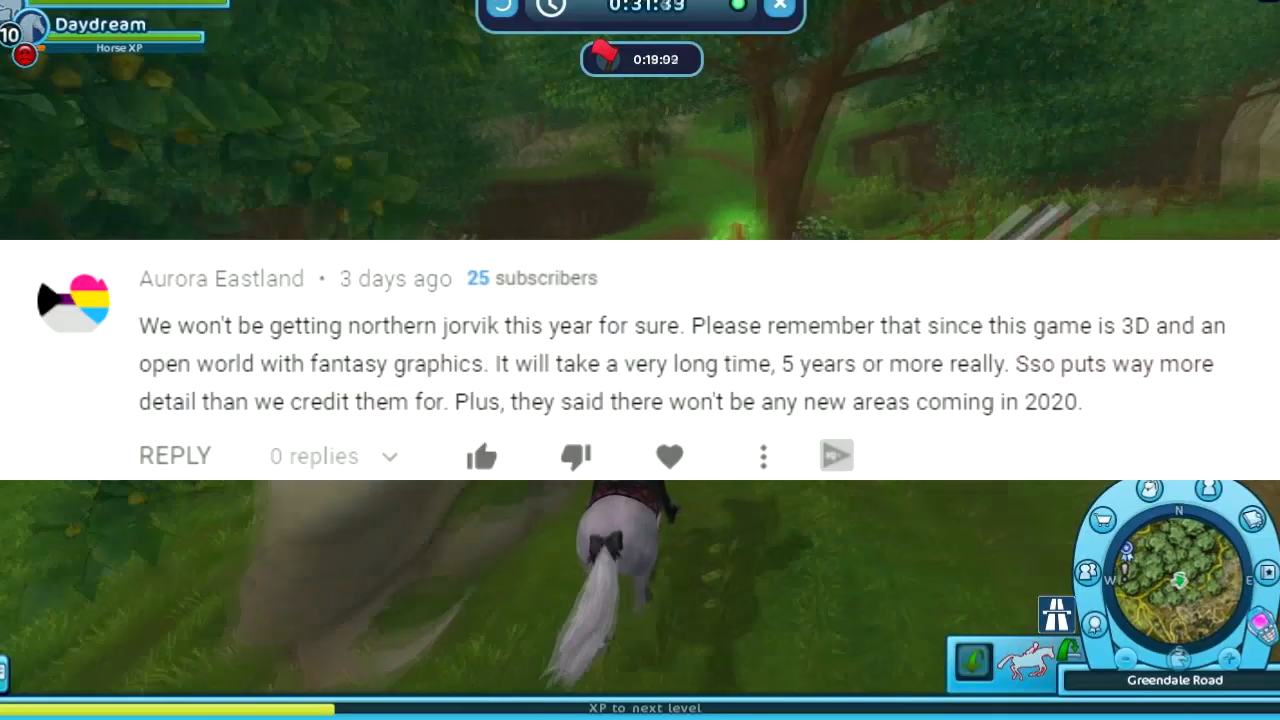 0:31:39
10 Daydream
Horse XP
0:19:02
Aurora Eastland • 3 days ago 25 subscribers
We won't be getting northern jorvik this year for sure. Please remember that since this game is 3D and an
open world with fantasy graphics. It will take a very long time, 5 years or more really. Sso puts way more
detail than we credit them for. Plus, they said there won't be any new areas coming in 2020.
REPLY 0 replies
N
W E
Greendale Road
XP to next level